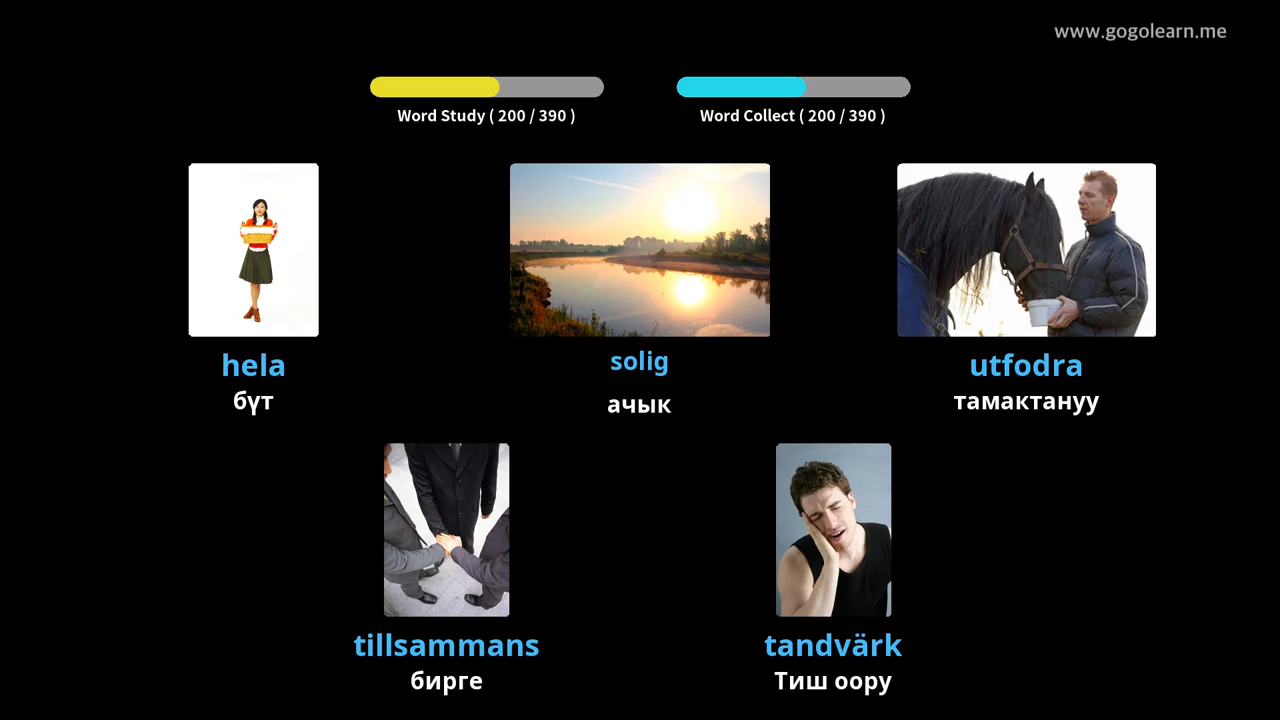 www.gogolearn.me
Word Study ( 200 / 390 )
Word Collect ( 200 / 390 )
hela
бүт
solig
ачык
utfodra
тамактануу
tillsammans
бирге
tandvärk
Тиш оору